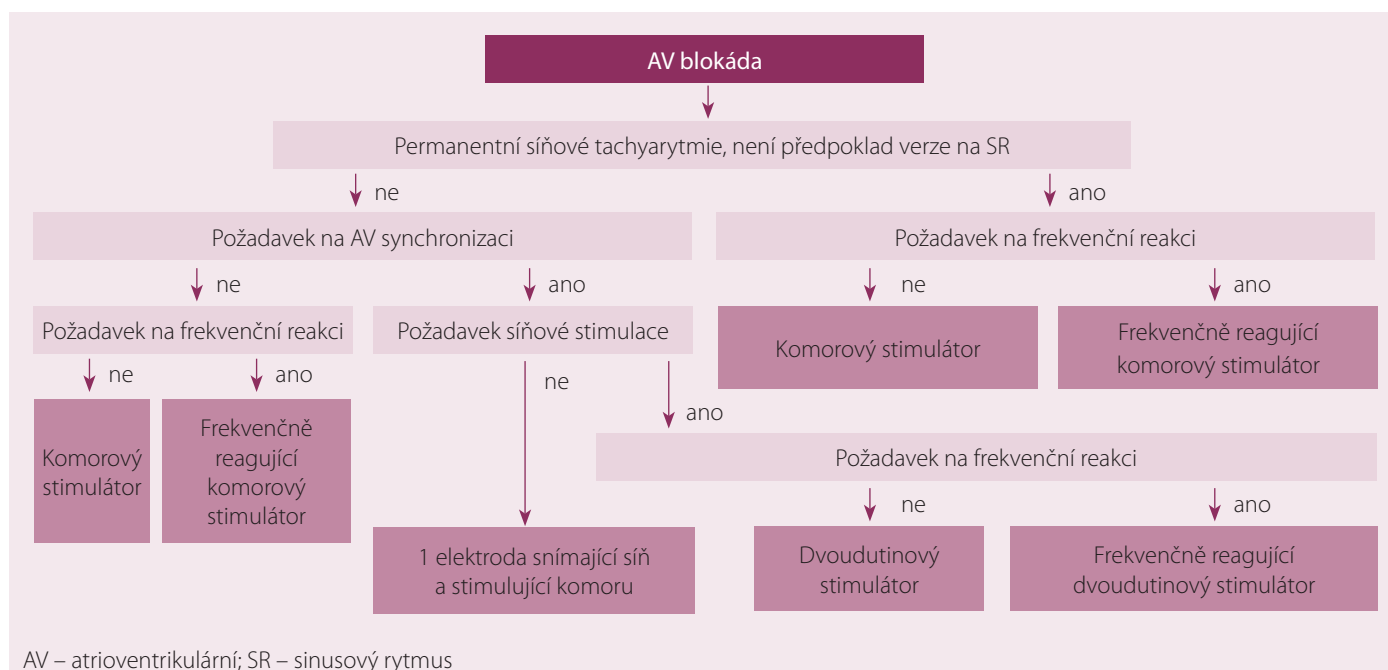 AV blokáda
Permanentní síňové tachyarytmie, není předpoklad verze na SR
ne
ano
Požadavek na AV synchronizaci
Požadavek na frekvenční reakci
ne
ano
ne
ano
Požadavek na frekvenční reakci
Požadavek síňové stimulace
Komorový stimulátor
Frekvenčně reagující
komorový stimulátor
ne
ano
ne
ano
Komorový
stimulátor
Frekvenčně
reagující
komorový
stimulátor
Požadavek na frekvenční reakci
ne
ano
1 elektroda snímající síň
a stimulující komoru
Dvoudutinový
stimulátor
Frekvenčně reagující
dvoudutinový stimulátor
AV – atrioventrikulární; SR – sinusový rytmus